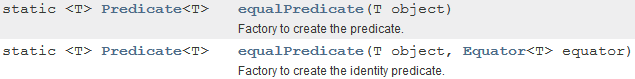 static <T> Predicate<T> equalPredicate(T object)
Factory to create the predicate.
static <T> Predicate<T> equalPredicate(T object, Equator<T> equator)
Factory to create the identity predicate.